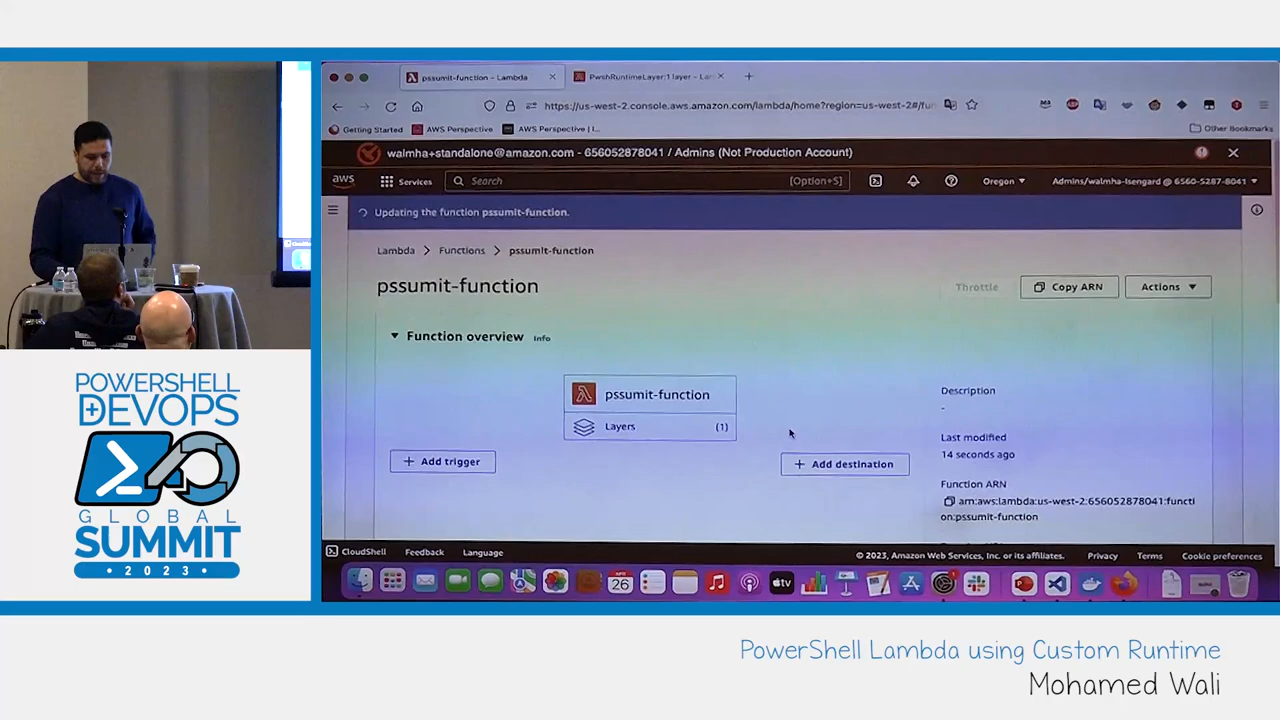 pssumit-function – Lambda
PwshRuntimeLayer:1 layer – La
https://us-west-2.console.aws.amazon.com/lambda/home?region=us-west-2#/fu
Getting Started
AWS Perspective
AWS Perspective | I...
Other Bookmarks
walmha+standalone@amazon.com - 656052878041 / Admins (Not Production Account)
aws
Services
Search
[Option+S]
Oregon
Admins/walmha-Isengard @ 6560-5287-8041
Updating the function pssumit-function.
Lambda > Functions > pssumit-function
pssumit-function
Throttle
Copy ARN
Actions
Function overview Info
pssumit-function
Layers (1)
+ Add trigger
+ Add destination
Description
-
Last modified
14 seconds ago
Function ARN
arn:aws:lambda:us-west-2:656052878041:functi
on:pssumit-function
CloudShell
Feedback
Language
© 2023, Amazon Web Services, Inc. or its affiliates.
Privacy
Terms
Cookie preferences
APR
26
tv
POWERSHELL
+DEVOPS
GLOBAL
SUMMIT
• 2023 •
PowerShell Lambda using Custom Runtime
Mohamed Wali